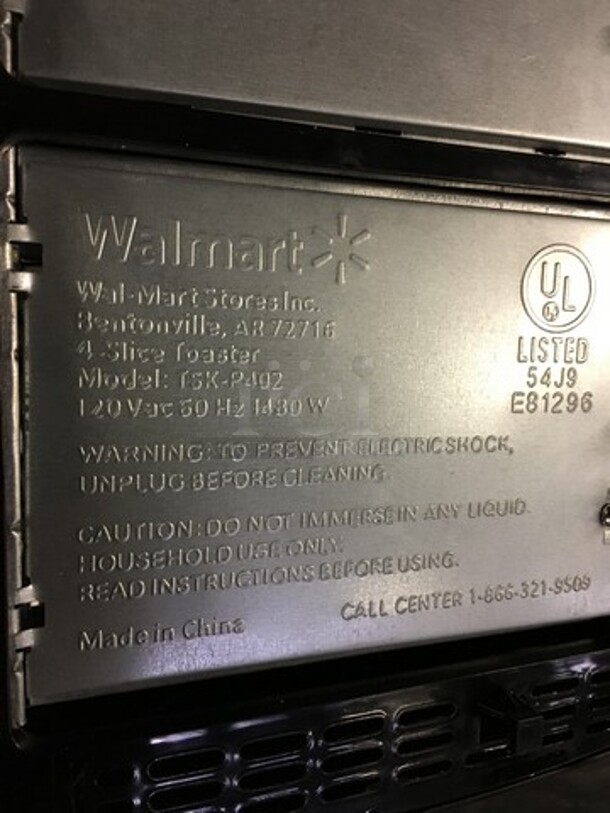 Walmart
Wal-Mart Stores Inc.
Bentonville, AR 72716
4-Slice Toaster
Model: TSK-P402
120 Vac 60 Hz 1480 W
WARNING: TO PREVENT ELECTRIC SHOCK,
UNPLUG BEFORE CLEANING.
CAUTION: DO NOT IMMERSE IN ANY LIQUID.
HOUSEHOLD USE ONLY.
READ INSTRUCTIONS BEFORE USING.
Made in China
CALL CENTER 1-866-321-9509
UL
LISTED
54J9
E81296